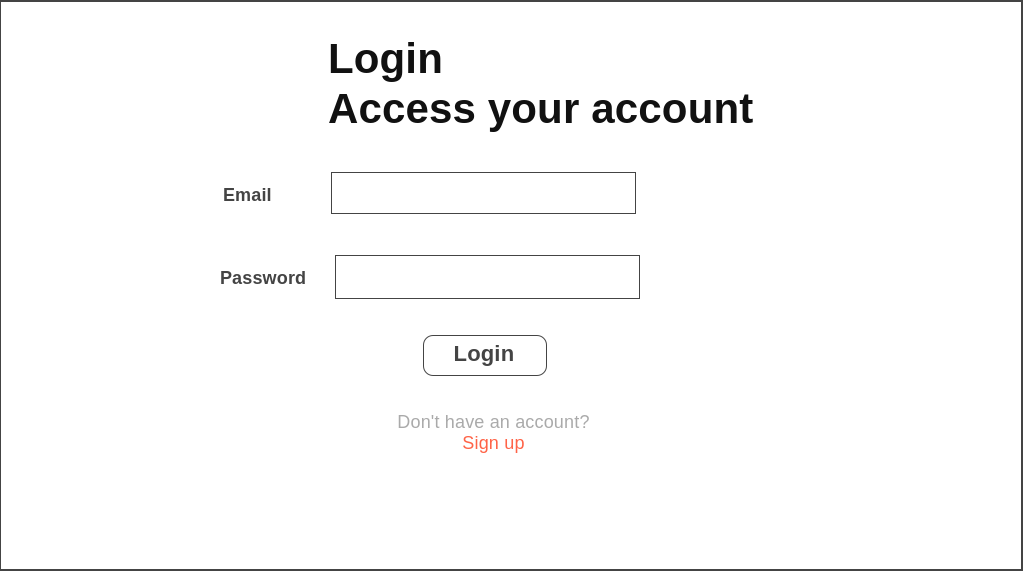 Login
Access your account
Email
Password
Login
Don't have an account?
Sign up